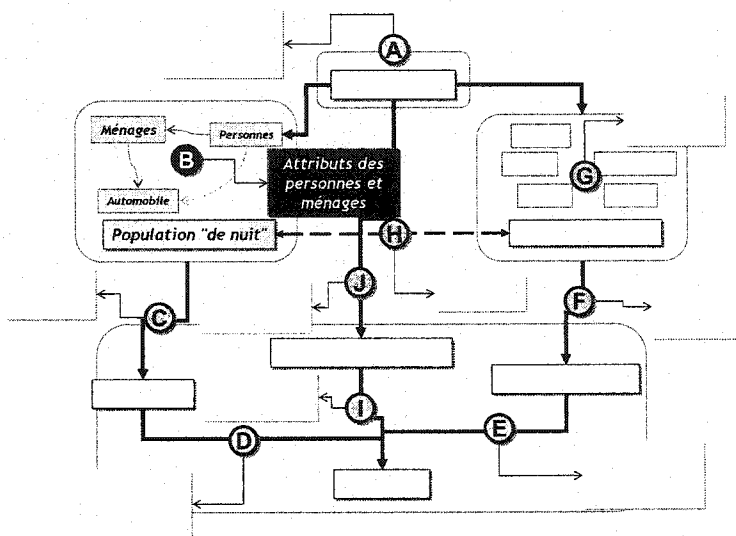 A
Ménages
Personnes
B
Attributs des
personnes et
ménages
G
Automobile
Population "de nuit"
H
J
F
C
I
D
E